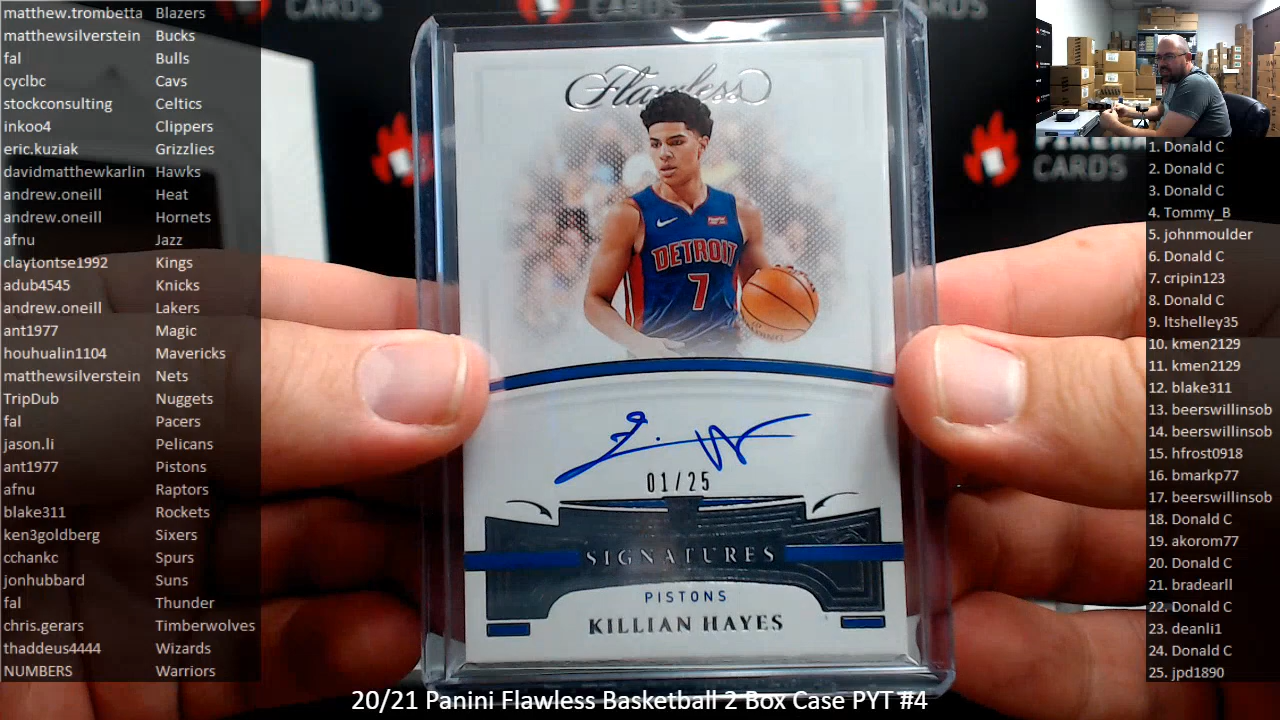 matthew.trombetta Blazers
matthewsilverstein Bucks
fal Bulls
cyclbc Cavs
stockconsulting Celtics
inkoo4 Clippers
eric.kuziak Grizzlies
davidmatthewkarlin Hawks
andrew.oneill Heat
andrew.oneill Hornets
afnu Jazz
claytontse1992 Kings
adub4545 Knicks
andrew.oneill Lakers
ant1977 Magic
houhualin1104 Mavericks
matthewsilverstein Nets
TripDub Nuggets
fal Pacers
jason.li Pelicans
ant1977 Pistons
afnu Raptors
blake311 Rockets
ken3goldberg Sixers
cchankc Spurs
jonhubbard Suns
fal Thunder
chris.gerars Timberwolves
thaddeus4444 Wizards
NUMBERS Warriors
CARDS
CARDS
CARDS
Flawless
DETROIT
7
01/25
SIGNATURES
PISTONS
KILLIAN HAYES
CARDS
1. Donald C
2. Donald C
3. Donald C
4. Tommy_B
5. johnmoulder
6. Donald C
7. cripin123
8. Donald C
9. ltshelley35
10. kmen2129
11. kmen2129
12. blake311
13. beerswillinsob
14. beerswillinsob
15. hfrost0918
16. bmarkp77
17. beerswillinsob
18. Donald C
19. akorom77
20. Donald C
21. bradearll
22. Donald C
23. deanli1
24. Donald C
25. jpd1890
20/21 Panini Flawless Basketball 2 Box Case PYT #4